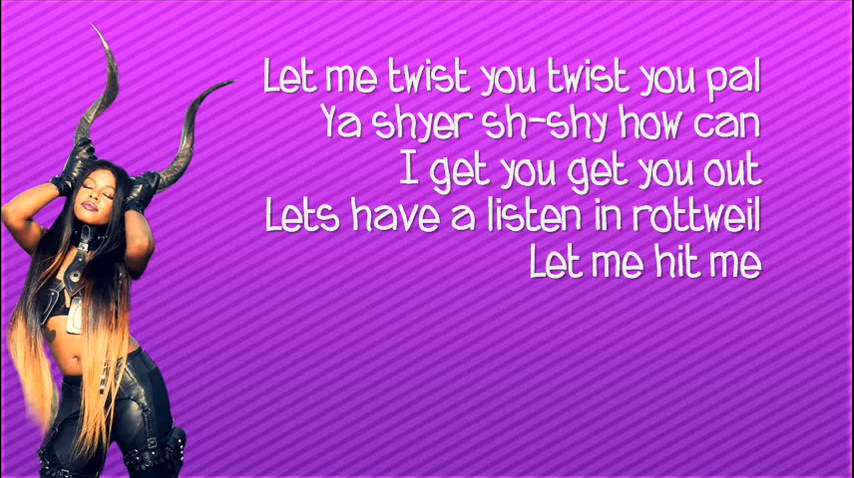 Let me twist you twist you pal
Ya shyer sh-shy how can
I get you get you out
Lets have a listen in rottweil
Let me hit me